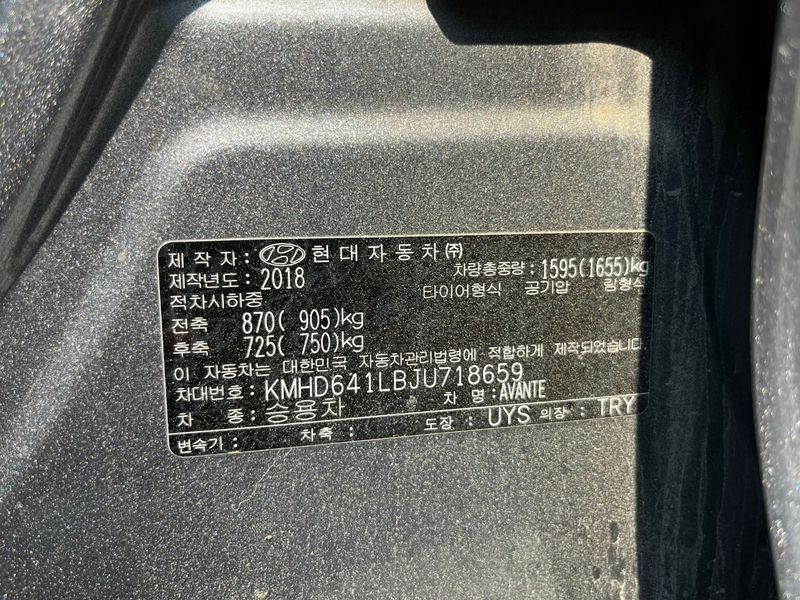 제 작 자 : 현대자동차㈜
제작년도 : 2018 차량총중량 : 1595(1655)kg
적차시하중 타이어형식 공기압 림형식
전축 870( 905)kg
후축 725( 750)kg
이 자동차는 대한민국 자동차관리법령에 적합하게 제작되었습니다.
차대번호 : KMHD641LBJU718659
차 종 : 승용차 차 명 : AVANTE
변속기 : 차축 : 도장 : UYS 의장 : TRY